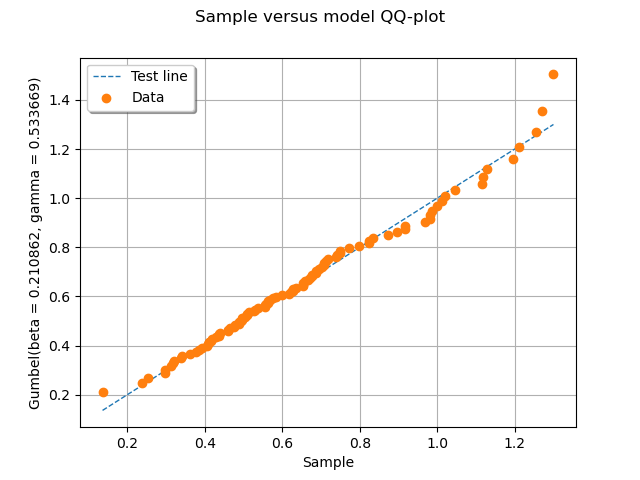 Sample versus model QQ-plot
Test line
Data
Gumbel(beta = 0.210862, gamma = 0.533669)
1.4
1.2
1.0
0.8
0.6
0.4
0.2
0.2 0.4 0.6 0.8 1.0 1.2
Sample